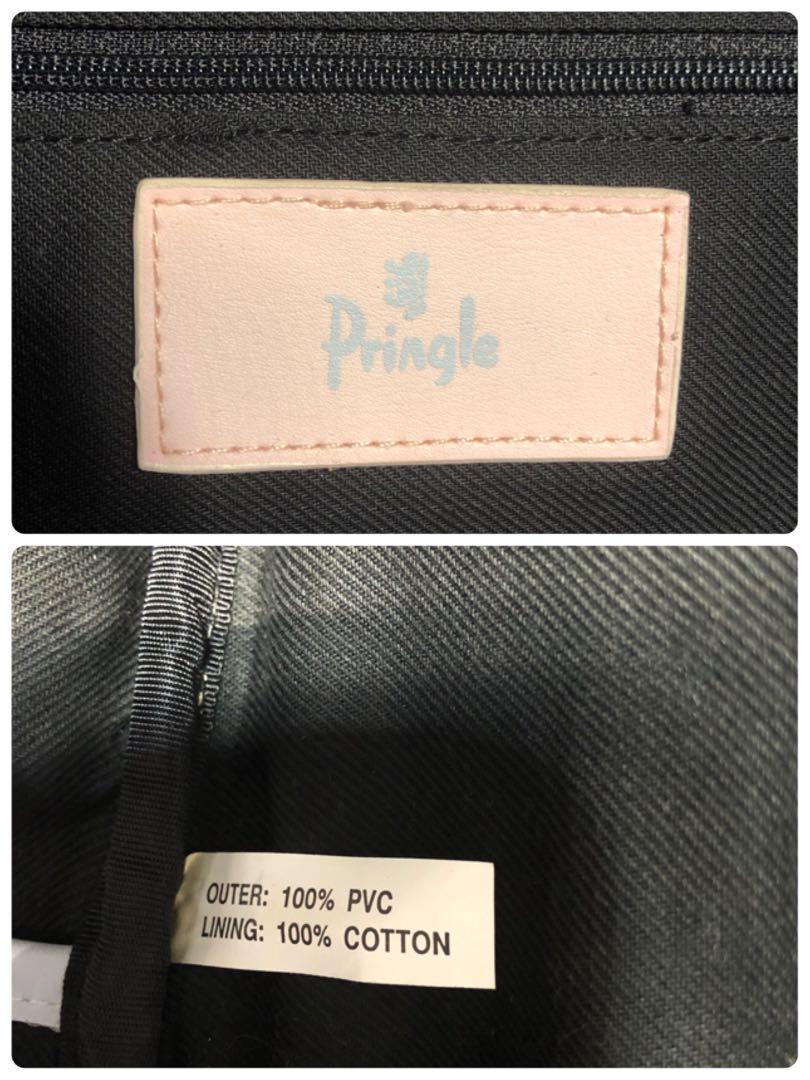 Pringle
OUTER: 100% PVC
LINING: 100% COTTON